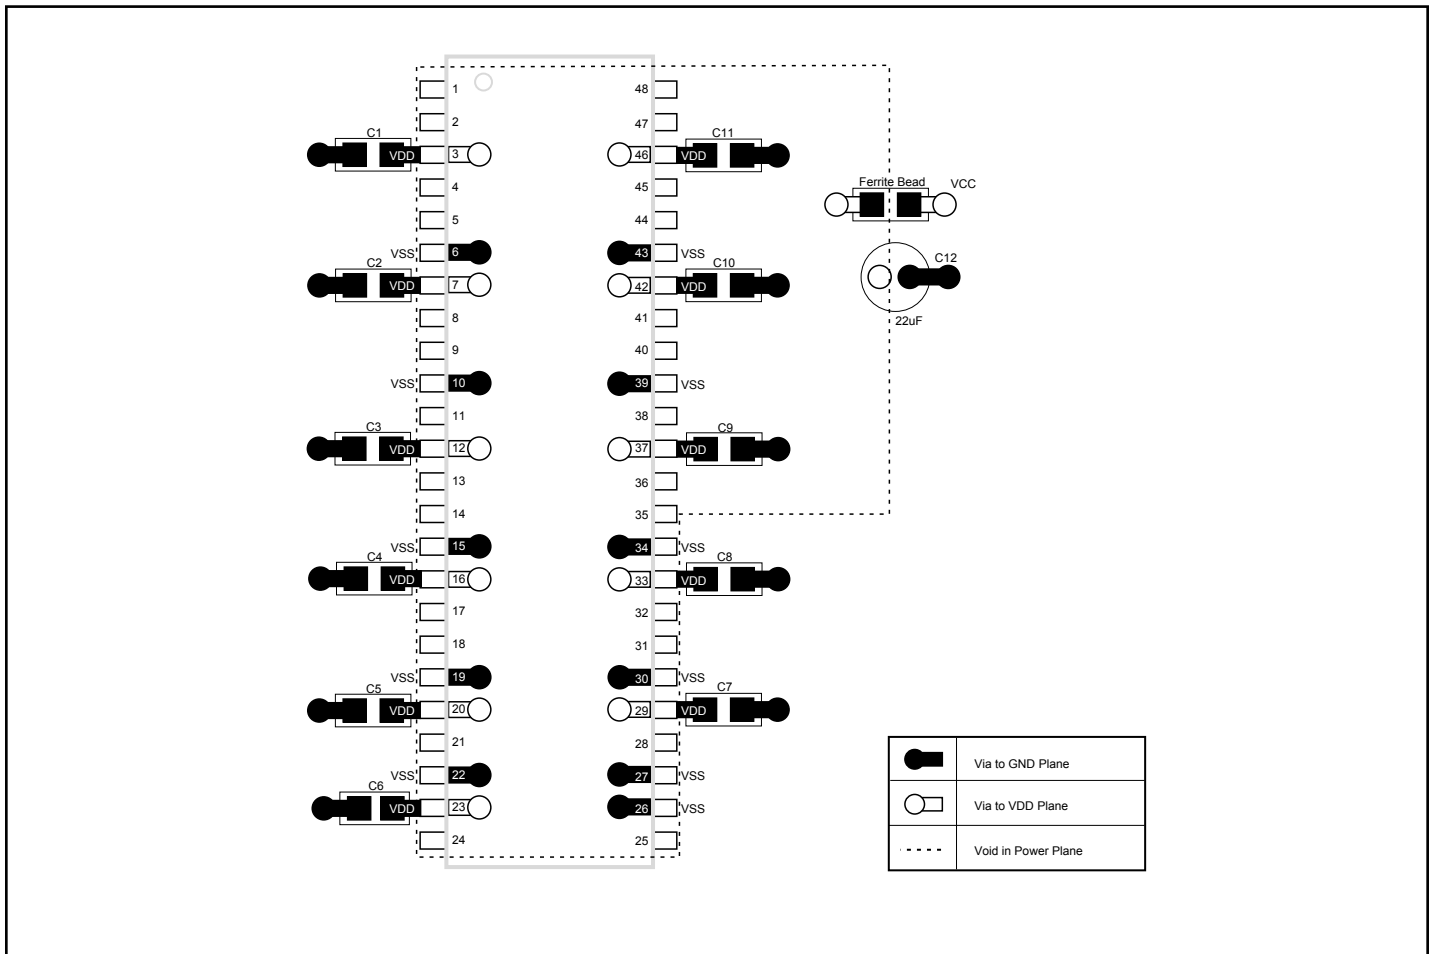 1 48
2 47
C1 C11
VDD 3 46 VDD
4 45
Ferrite Bead VCC
5 44
VSS 6 43 VSS
C2 C10 C12
VDD 7 42 VDD
8 41 22uF
9 40
VSS 10 39 VSS
11 38
C3 C9
VDD 12 37 VDD
13 36
14 35
VSS 15 34 VSS
C4 C8
VDD 16 33 VDD
17 32
18 31
VSS 19 30 VSS
C5 C7
VDD 20 29 VDD
21 28
VSS 22 27 VSS
C6
VDD 23 26 VSS
24 25
Via to GND Plane
Via to VDD Plane
Void in Power Plane